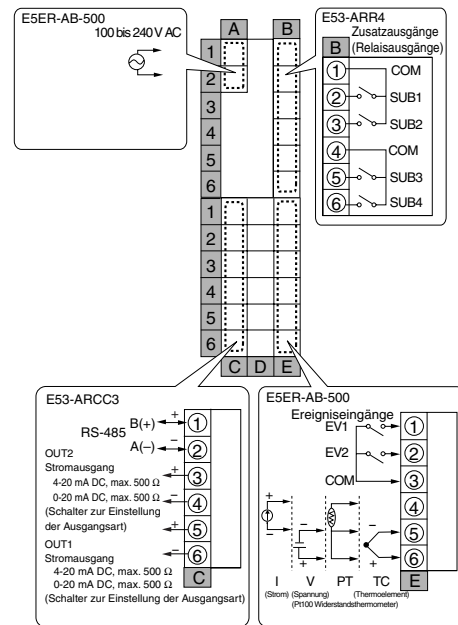 E5ER-AB-500
100 bis 240 V AC
A
B
1
2
3
4
5
6
1
2
3
4
5
6
C D E
E53-ARR4
Zusatzausgänge
(Relaisausgänge)
B
1 COM
2 SUB1
3 SUB2
4 COM
5 SUB3
6 SUB4
E53-ARCC3
RS-485 B(+) + 1
A(−) − 2
OUT2
Stromausgang + 3
4-20 mA DC, max. 500 Ω
0-20 mA DC, max. 500 Ω − 4
(Schalter zur Einstellung
der Ausgangsart) + 5
OUT1
Stromausgang − 6
4-20 mA DC, max. 500 Ω
0-20 mA DC, max. 500 Ω
C
(Schalter zur Einstellung der Ausgangsart)
E5ER-AB-500
Ereigniseingänge
EV1 1
EV2 2
COM 3
4
+ − − 5
− + + 6
I V PT TC E
(Strom) (Spannung) (Thermoelement)
(Pt100 Widerstandsthermometer)